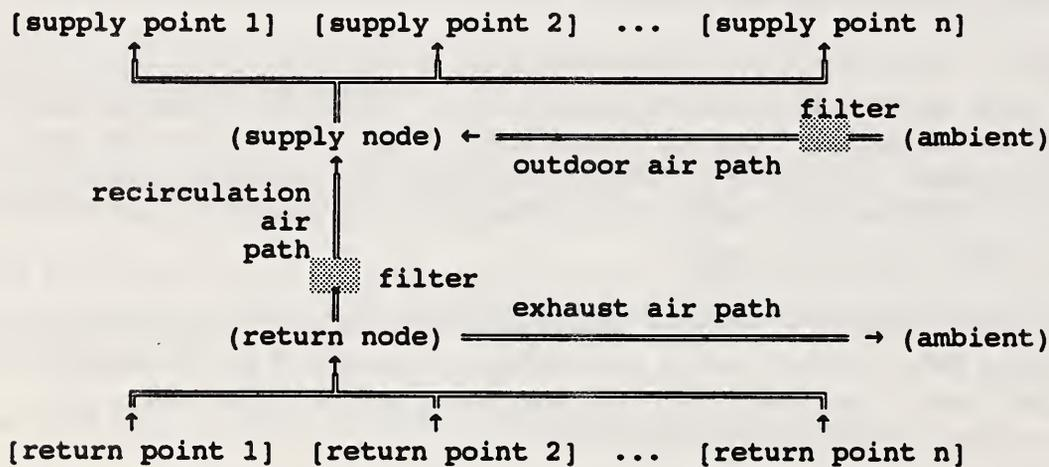 [supply point 1] [supply point 2] ... [supply point n]
filter
(supply node) ← (ambient)
outdoor air path
recirculation
air
path
filter
exhaust air path
(return node) → (ambient)
[return point 1] [return point 2] ... [return point n]